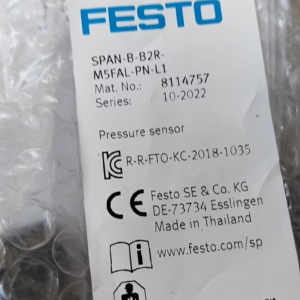 FESTO
SPAN-B-B2R-
M5FAL-PN-L1
Mat. No.: 8114757
Series: 10-2022
Pressure sensor
R-R-FTO-KC-2018-1035
CE Festo SE & Co. KG
DE-73734 Esslingen
Made in Thailand
www.festo.com/sp